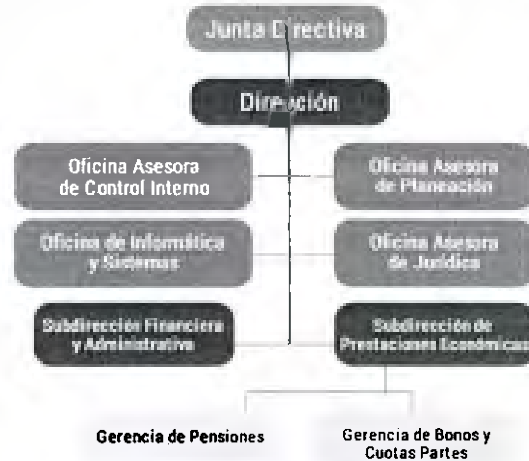 Junta Directiva
Dirección
Oficina Asesora
de Control Interno
Oficina Asesora
de Planeación
Oficina de Informática
y Sistemas
Oficina Asesora
de Jurídica
Subdirección Financiera
y Administrativa
Subdirección de
Prestaciones Económicas
Gerencia de Pensiones
Gerencia de Bonos y
Cuotas Partes